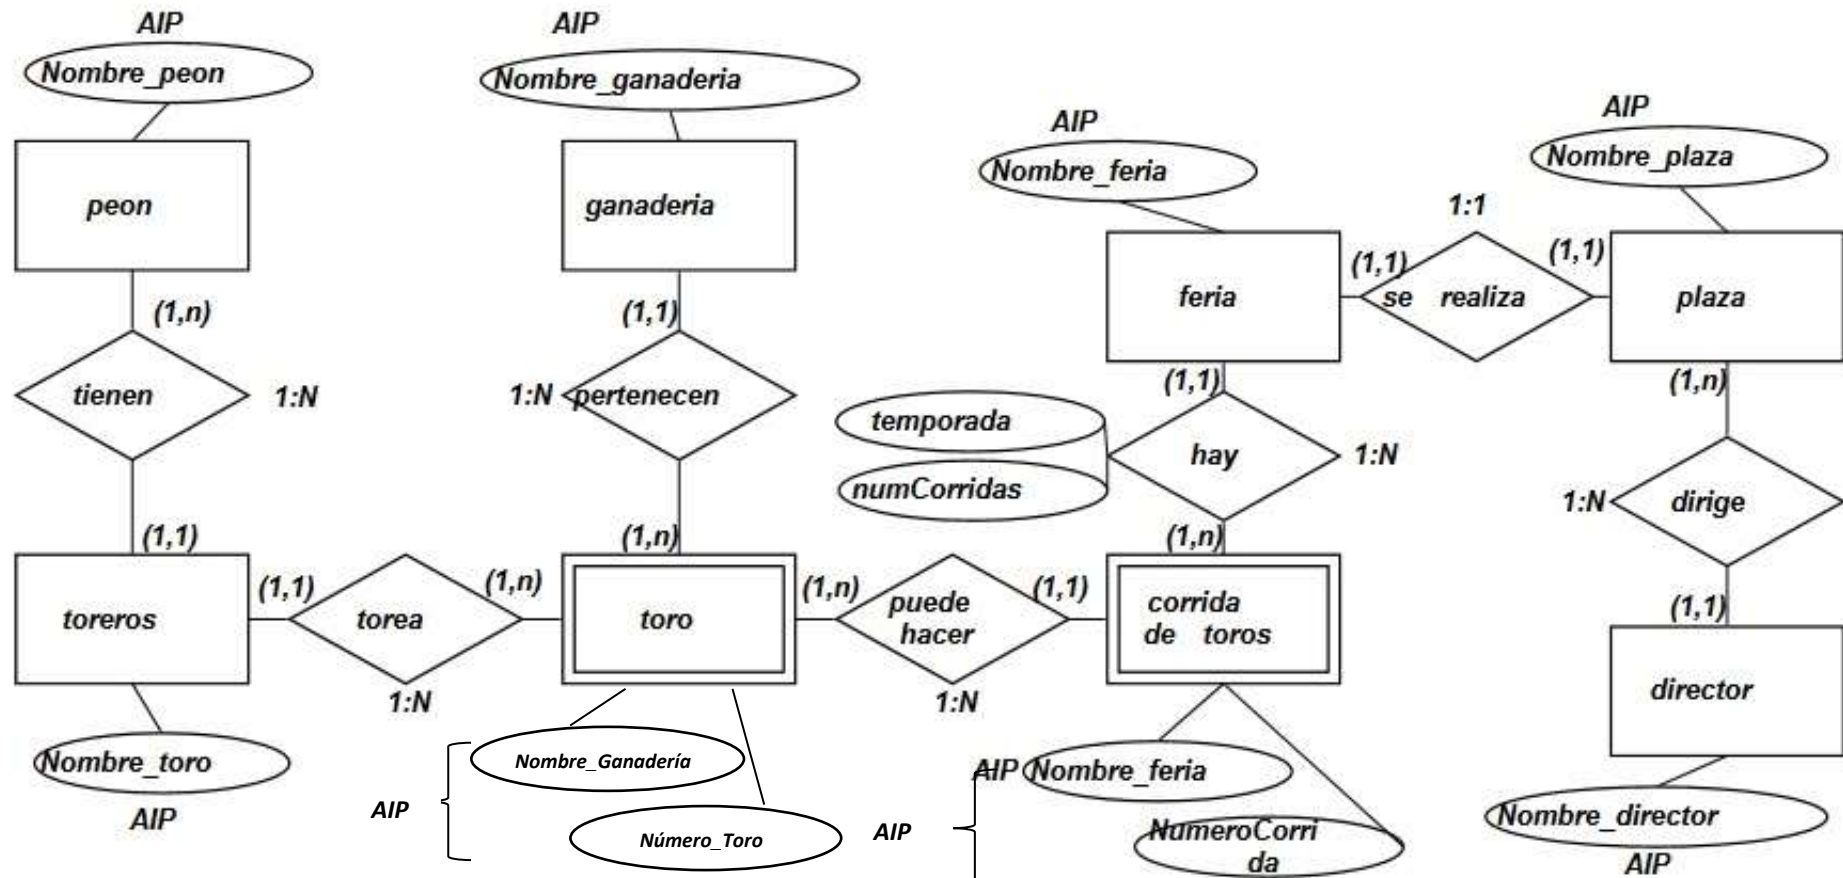 AIP
Nombre_peon
peon
(1,n)
tienen
1:N
(1,1)
toreros
Nombre_toro
AIP
(1,1)
torea
(1,n)
1:N
AIP
Nombre_ganaderia
ganaderia
(1,1)
1:N
pertenecen
(1,n)
toro
Nombre_Ganadería
AIP
Número_Toro
(1,n)
puede
hacer
(1,1)
1:N
AIP
Nombre_feria
feria
(1,1)
temporada
numCorridas
hay
1:N
(1,n)
corrida
de toros
AIP
Nombre_feria
AIP
NumeroCorri
da
1:1
(1,1)
se realiza
(1,1)
AIP
Nombre_plaza
plaza
(1,n)
1:N
dirige
(1,1)
director
Nombre_director
AIP